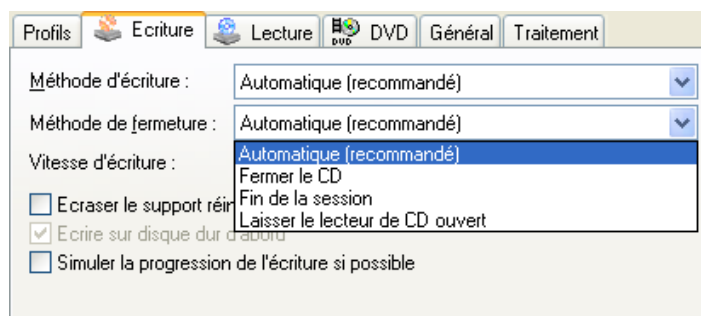 Profils Ecriture Lecture DVD DVD Général Traitement
Méthode d'écriture : Automatique (recommandé)
Méthode de fermeture : Automatique (recommandé)
Vitesse d'écriture : Automatique (recommandé)
Fermer le CD
Ecraser le support Fin de la session
Laisser le lecteur de CD ouvert
Ecrire sur disque dur d'abord
Simuler la progression de l'écriture si possible